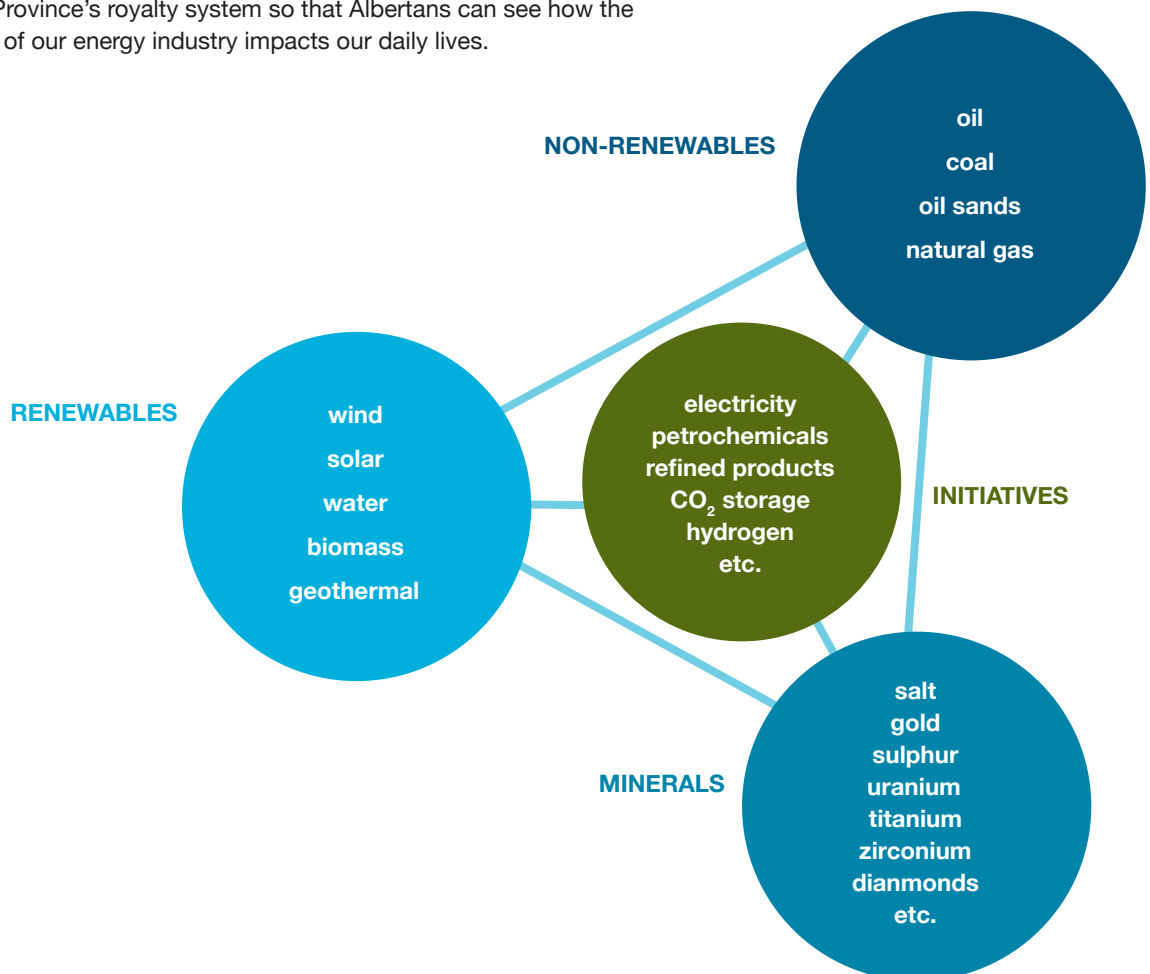 Province's royalty system so that Albertans can see how the
of our energy industry impacts our daily lives.
NON-RENEWABLES
oil
coal
oil sands
natural gas
RENEWABLES
wind
solar
water
biomass
geothermal
electricity
petrochemicals
refined products
CO₂ storage
hydrogen
etc.
INITIATIVES
MINERALS
salt
gold
sulphur
uranium
titanium
zirconium
dianmonds
etc.